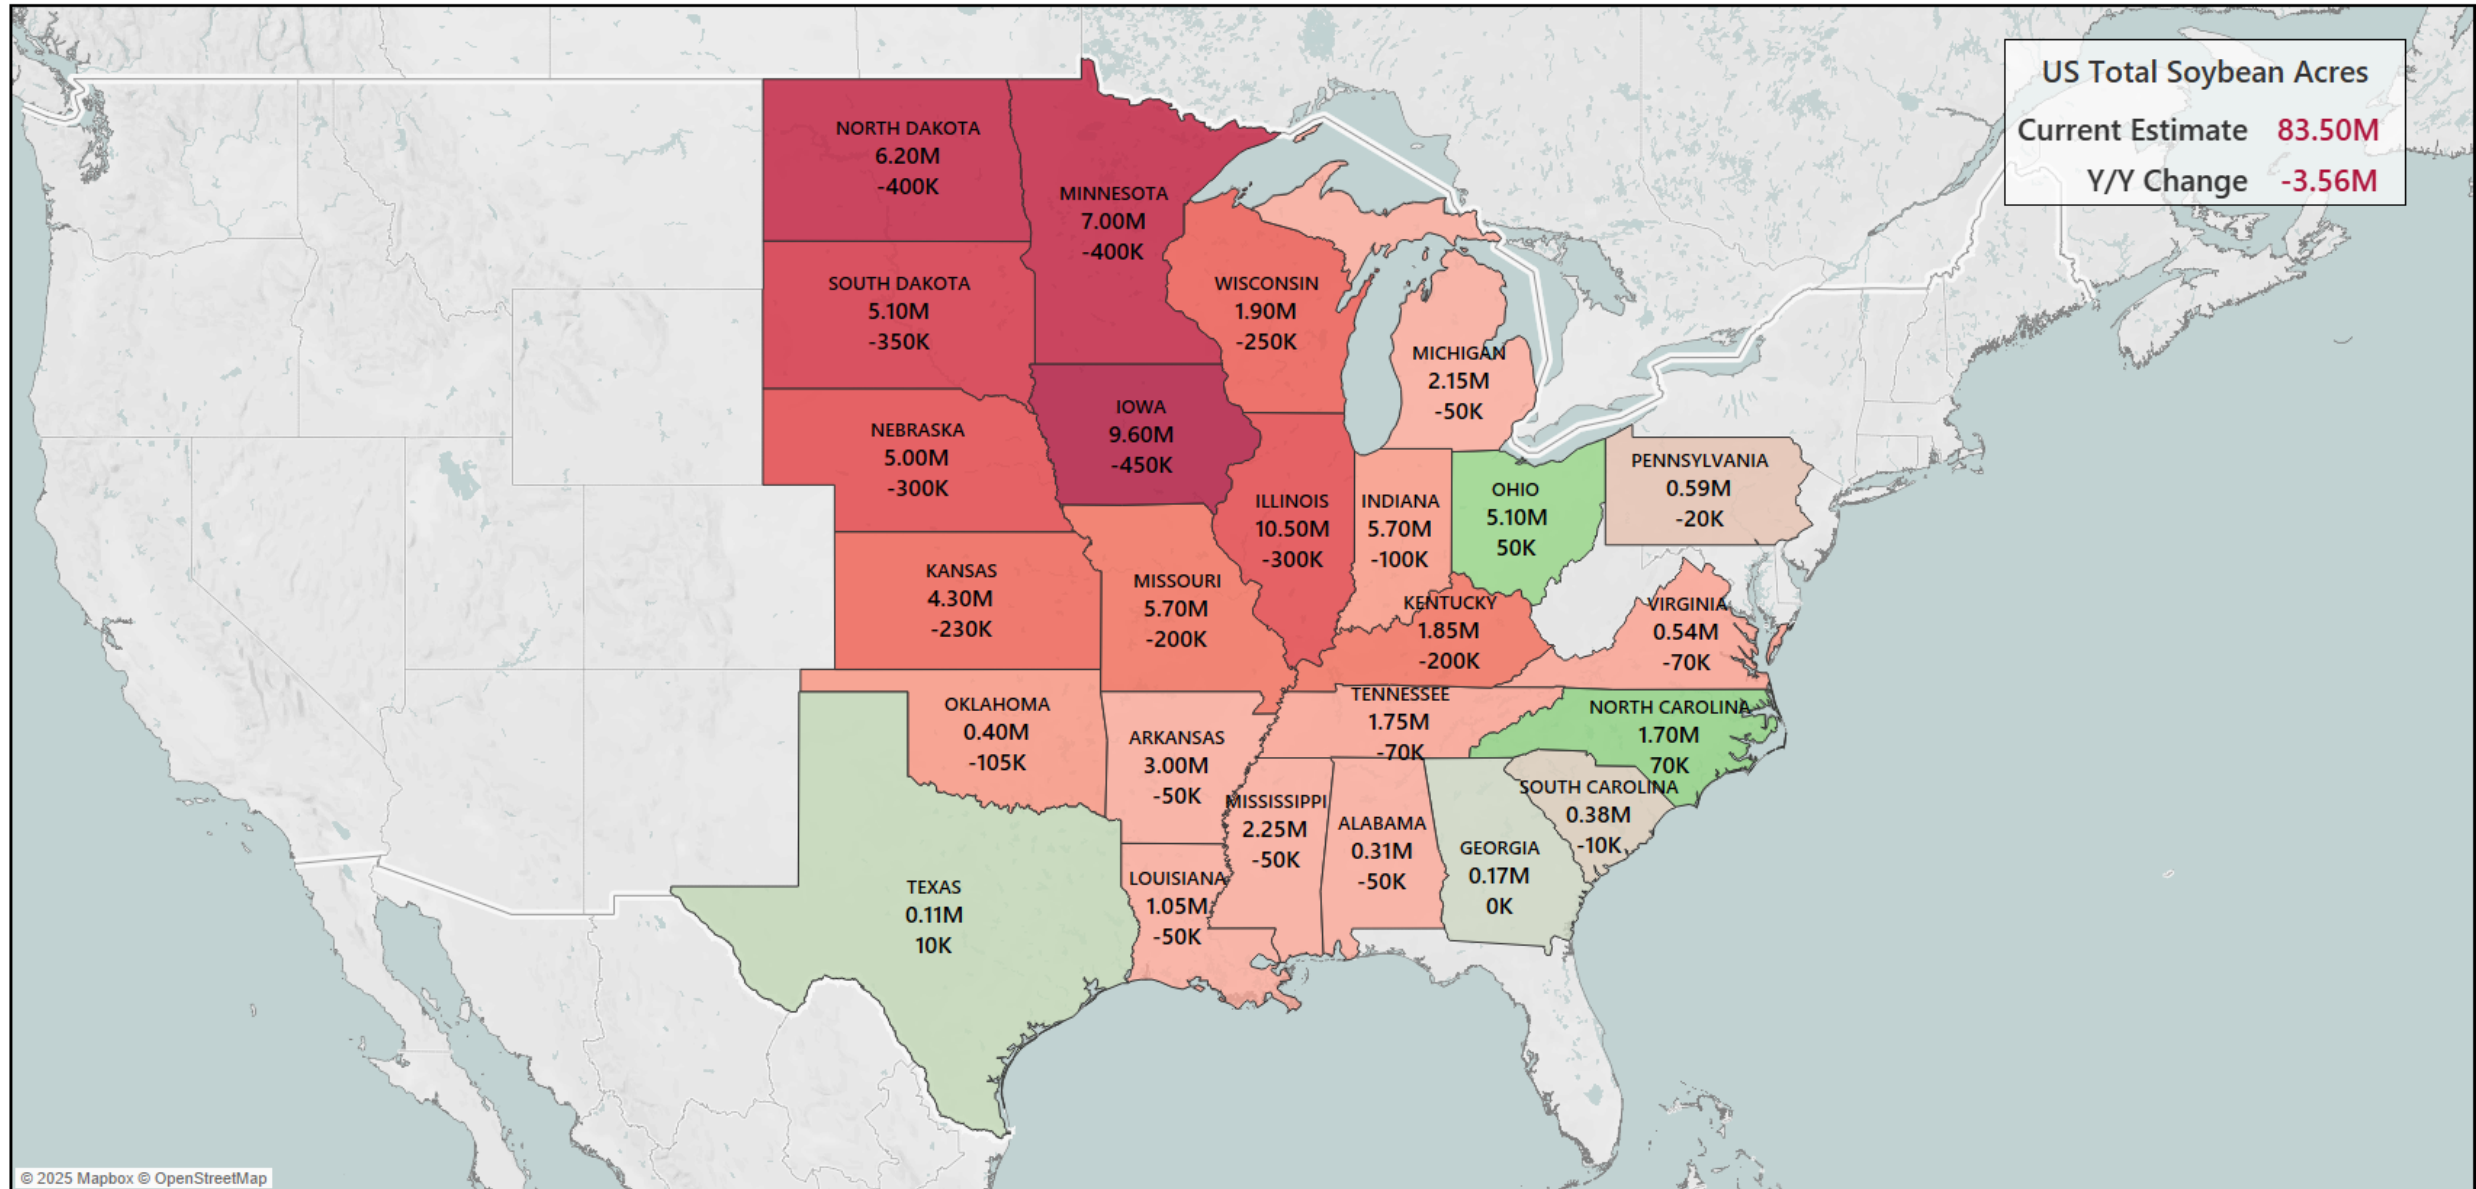 US Total Soybean Acres
Current Estimate 83.50M
Y/Y Change -3.56M
NORTH DAKOTA
6.20M
-400K
MINNESOTA
7.00M
-400K
SOUTH DAKOTA
5.10M
-350K
WISCONSIN
1.90M
-250K
MICHIGAN
2.15M
-50K
NEBRASKA
5.00M
-300K
IOWA
9.60M
-450K
ILLINOIS
10.50M
-300K
INDIANA
5.70M
-100K
OHIO
5.10M
50K
PENNSYLVANIA
0.59M
-20K
KANSAS
4.30M
-230K
MISSOURI
5.70M
-200K
KENTUCKY
1.85M
-200K
VIRGINIA
0.54M
-70K
OKLAHOMA
0.40M
-105K
ARKANSAS
3.00M
-50K
TENNESSEE
1.75M
-70K
NORTH CAROLINA
1.70M
70K
SOUTH CAROLINA
0.38M
-10K
MISSISSIPPI
2.25M
-50K
ALABAMA
0.31M
-50K
GEORGIA
0.17M
0K
TEXAS
0.11M
10K
LOUISIANA
1.05M
-50K
© 2025 Mapbox © OpenStreetMap